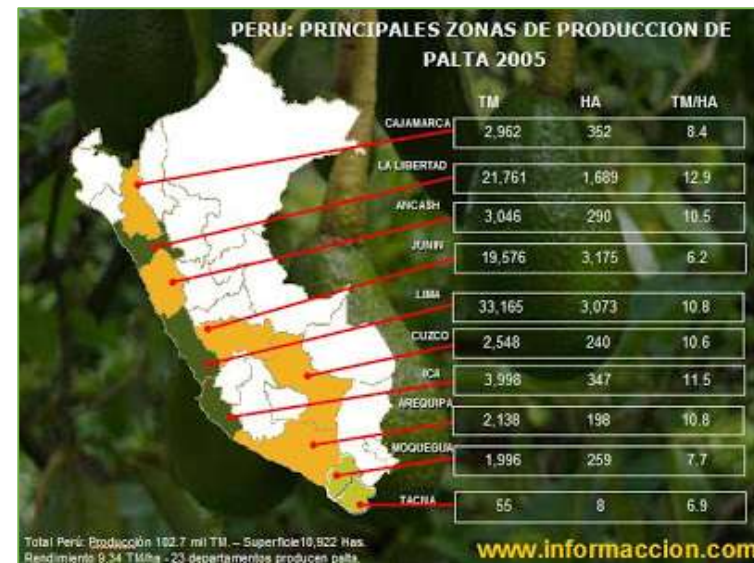 PERU: PRINCIPALES ZONAS DE PRODUCCION DE
PALTA 2005
TM HA TM/HA
CAJAMARCA 2,962 352 8.4
LA LIBERTAD 21,761 1,689 12.9
ANCASH 3,046 290 10.5
JUNIN 19,576 3,175 6.2
LIMA 33,165 3,073 10.8
CUZCO 2,548 240 10.6
ICA 3,998 347 11.5
AREQUIPA 2,138 198 10.8
MOQUEGUA 1,996 259 7.7
TACNA 55 8 6.9
Total Perú: Producción 102.7 mil TM. – Superficie10,922 Has.
Rendimiento 9.34 TM/ha - 23 departamentos producen palta.
www.informaccion.com